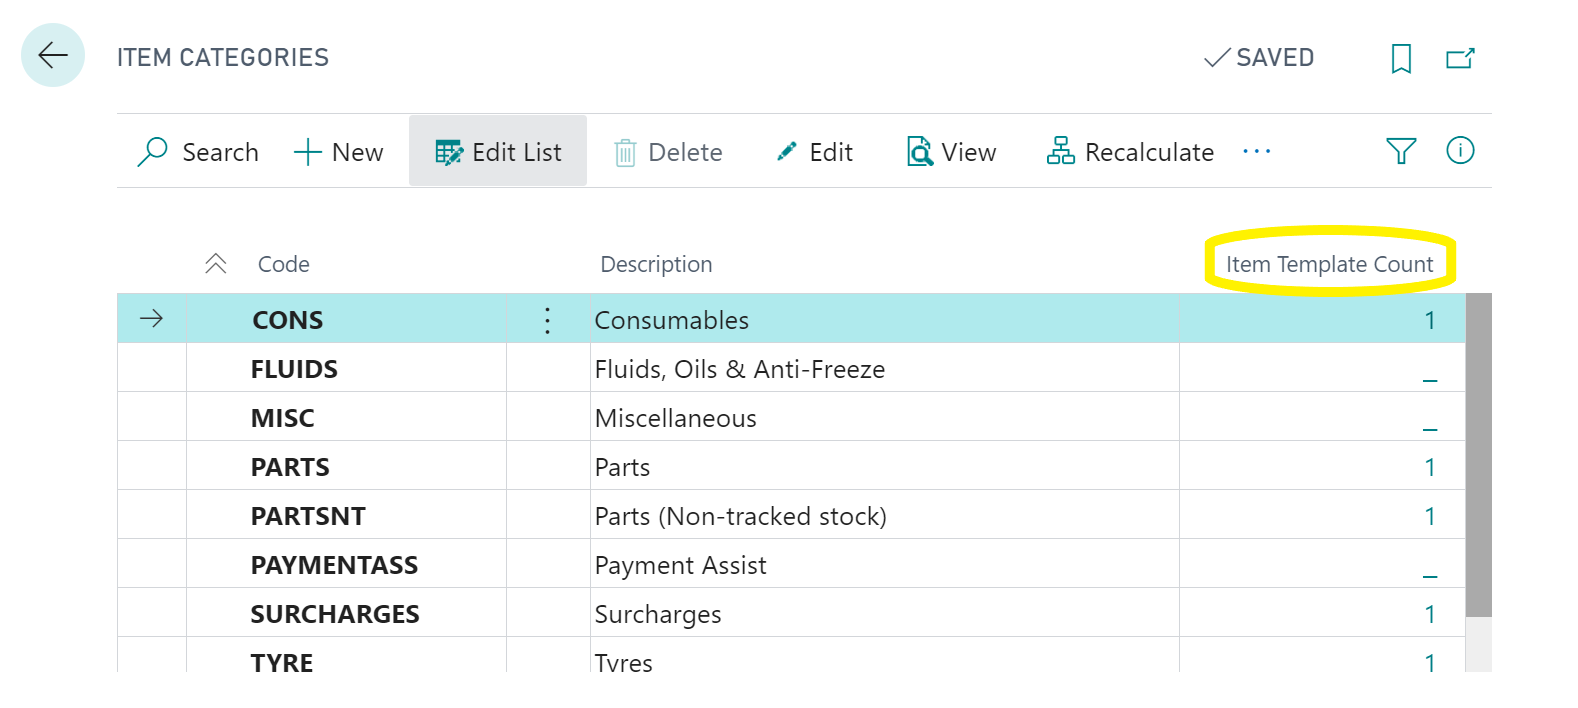 ITEM CATEGORIES SAVED
Search New Edit List Delete Edit View Recalculate ...
Code Description Item Template Count
CONS Consumables 1
FLUIDS Fluids, Oils & Anti-Freeze _
MISC Miscellaneous _
PARTS Parts 1
PARTSNT Parts (Non-tracked stock) 1
PAYMENTASS Payment Assist _
SURCHARGES Surcharges 1
TYRE Tyres 1